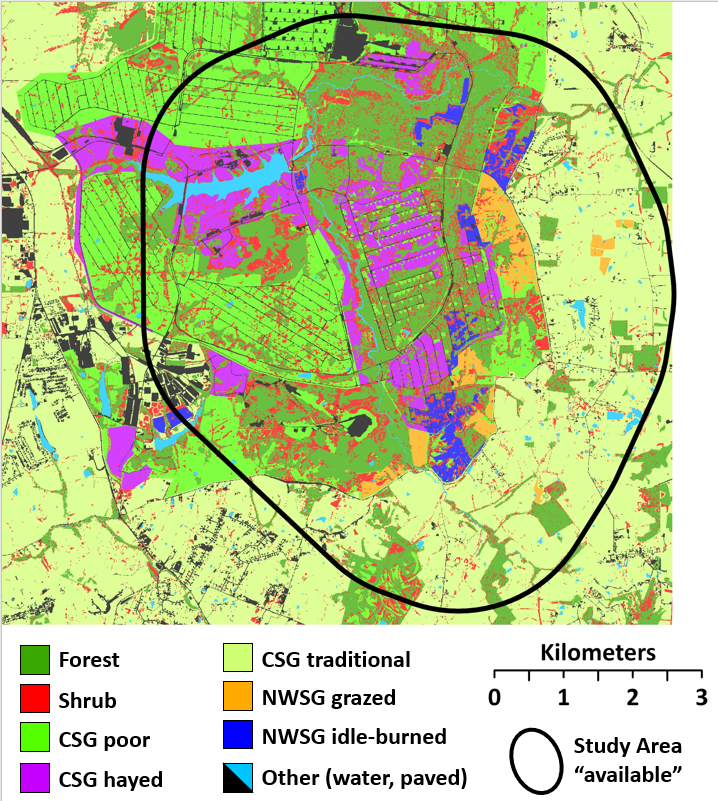 Forest
Shrub
CSG poor
CSG hayed
CSG traditional
NWSG grazed
NWSG idle-burned
Other (water, paved)
Kilometers
0 1 2 3
Study Area
“available”